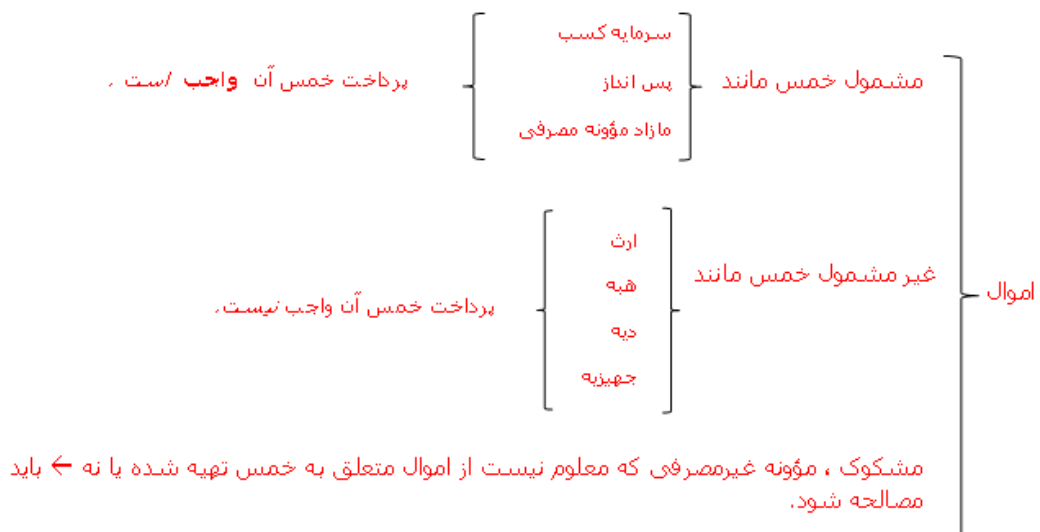 اموال
مشمول خمس مانند
سرمایه کسب
پس انداز
مازاد مؤونه مصرفی
پرداخت خمس آن واجب است .
غیر مشمول خمس مانند
ارث
هبه
دیه
جهیزیه
پرداخت خمس آن واجب نیست.
مشکوک ، مؤونه غیرمصرفی که معلوم نیست از اموال متعلق به خمس تهیه شده یا نه ← باید
مصالحه شود.